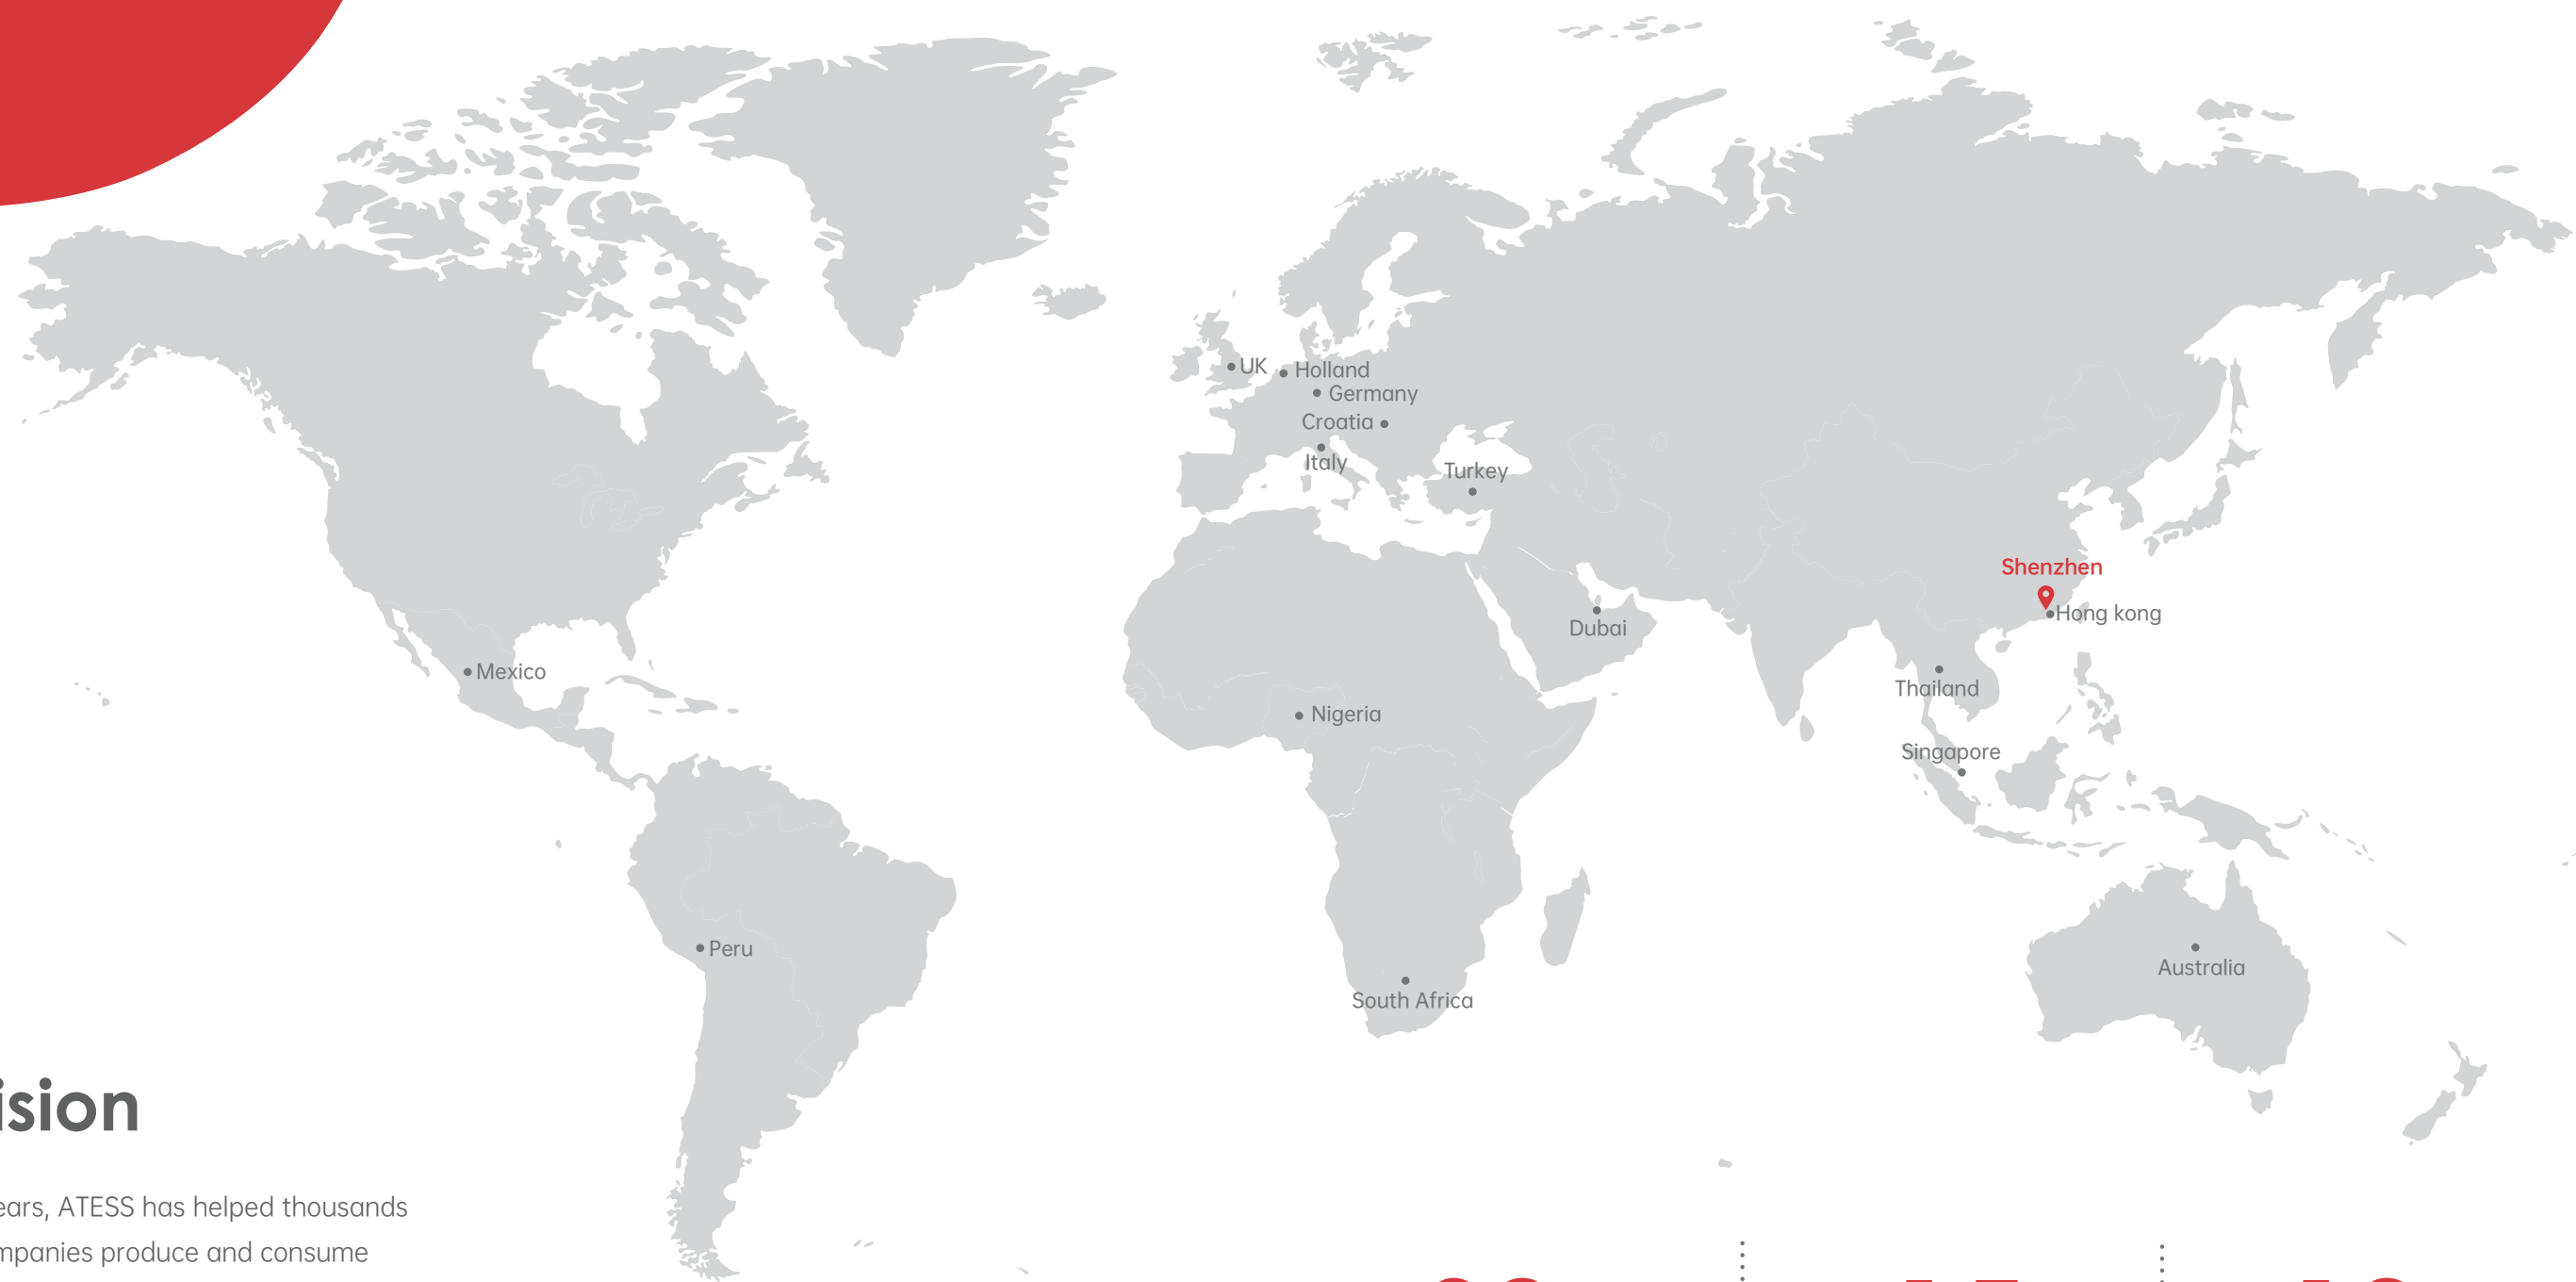 UK
Holland
Germany
Croatia
Italy
Turkey
Shenzhen
Hong kong
Dubai
Mexico
Thailand
Nigeria
Singapore
Peru
Australia
South Africa
ision
ears, ATESS has helped thousands
mpanies produce and consume